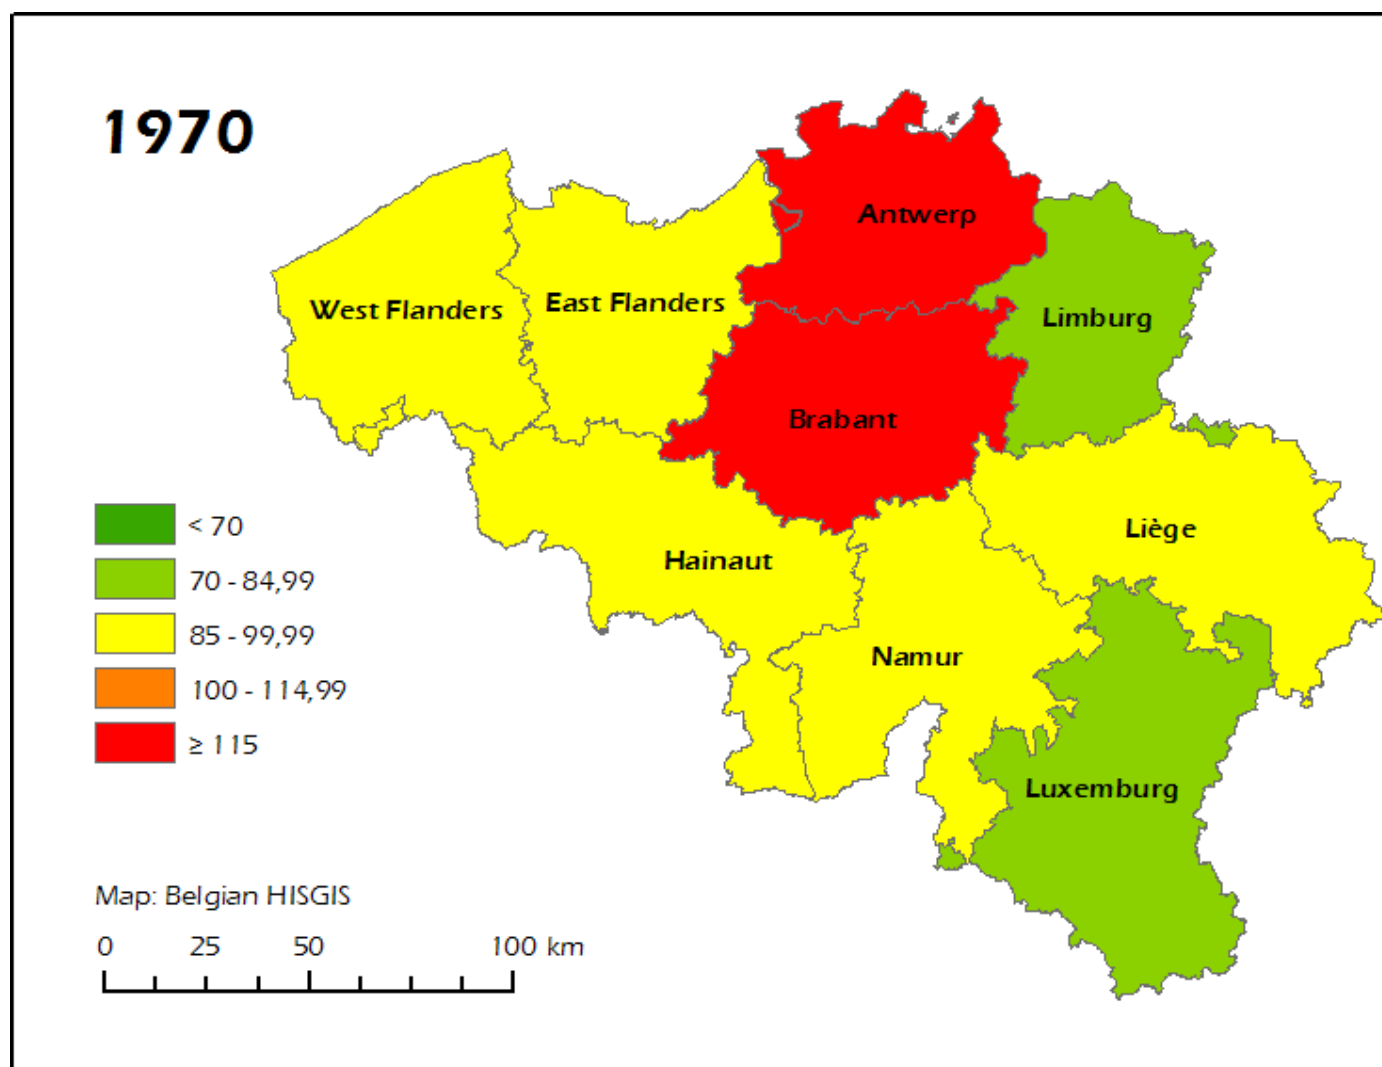 1970
Antwerp
West Flanders
East Flanders
Limburg
Brabant
< 70
Liège
Hainaut
70 - 84,99
85 - 99,99
Namur
100 - 114,99
≥ 115
Luxemburg
Map: Belgian HISGIS
0 25 50 100 km